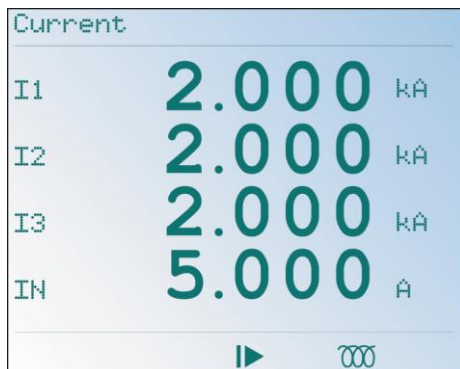 Current
I1 2.000 kA
I2 2.000 kA
I3 2.000 kA
IN 5.000 A